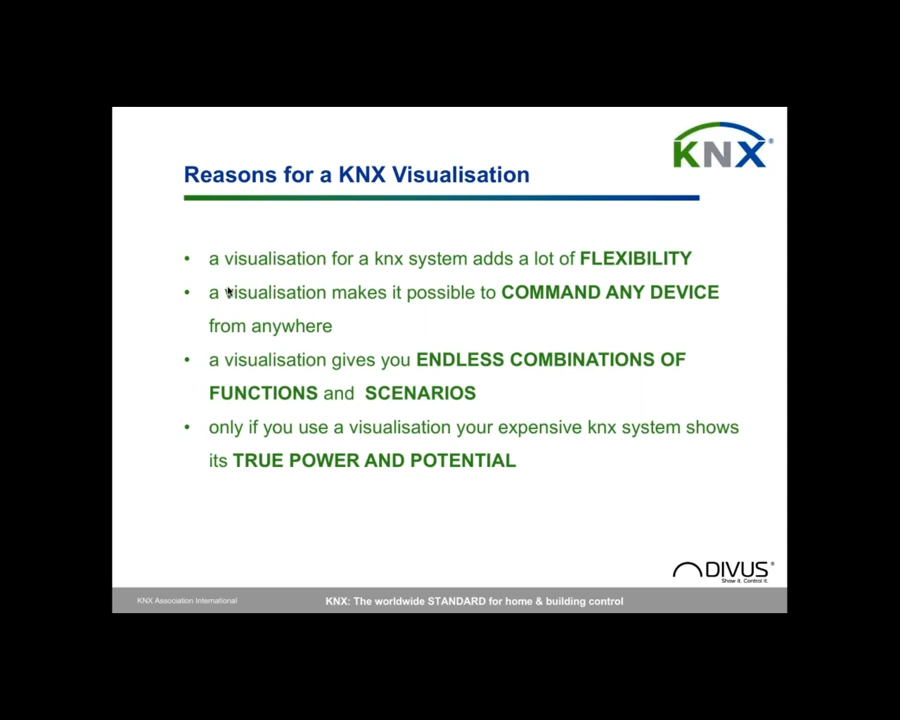 KNX®
Reasons for a KNX Visualisation
• a visualisation for a knx system adds a lot of FLEXIBILITY
• a visualisation makes it possible to COMMAND ANY DEVICE
from anywhere
• a visualisation gives you ENDLESS COMBINATIONS OF
FUNCTIONS and SCENARIOS
• only if you use a visualisation your expensive knx system shows
its TRUE POWER AND POTENTIAL
DIVUS®
Show it. Control it.
KNX Association International
KNX: The worldwide STANDARD for home & building control